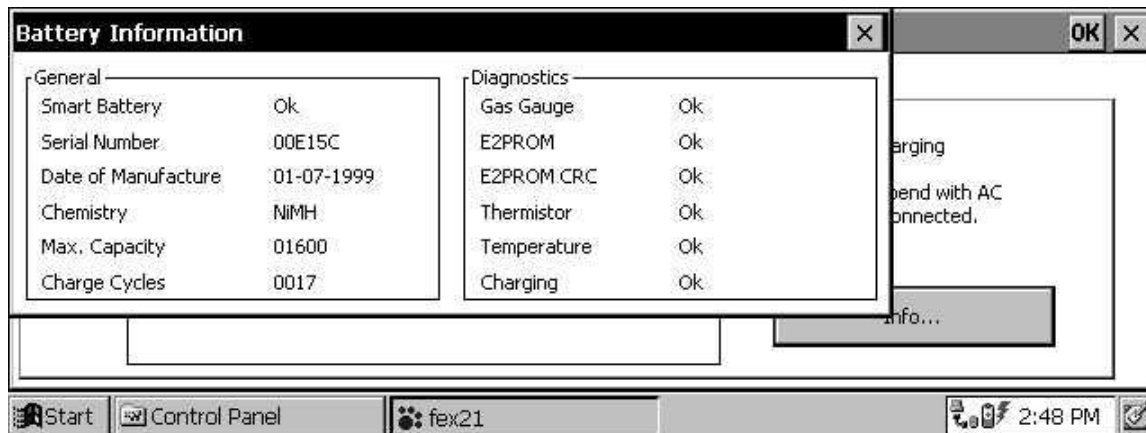 Battery Information
OK
General
Smart Battery Ok
Serial Number 00E15C
Date of Manufacture 01-07-1999
Chemistry NiMH
Max. Capacity 01600
Charge Cycles 0017
Diagnostics
Gas Gauge Ok
E2PROM Ok
E2PROM CRC Ok
Thermistor Ok
Temperature Ok
Charging Ok
arging
pend with AC
onnected.
Info...
Start
Control Panel
fex21
2:48 PM